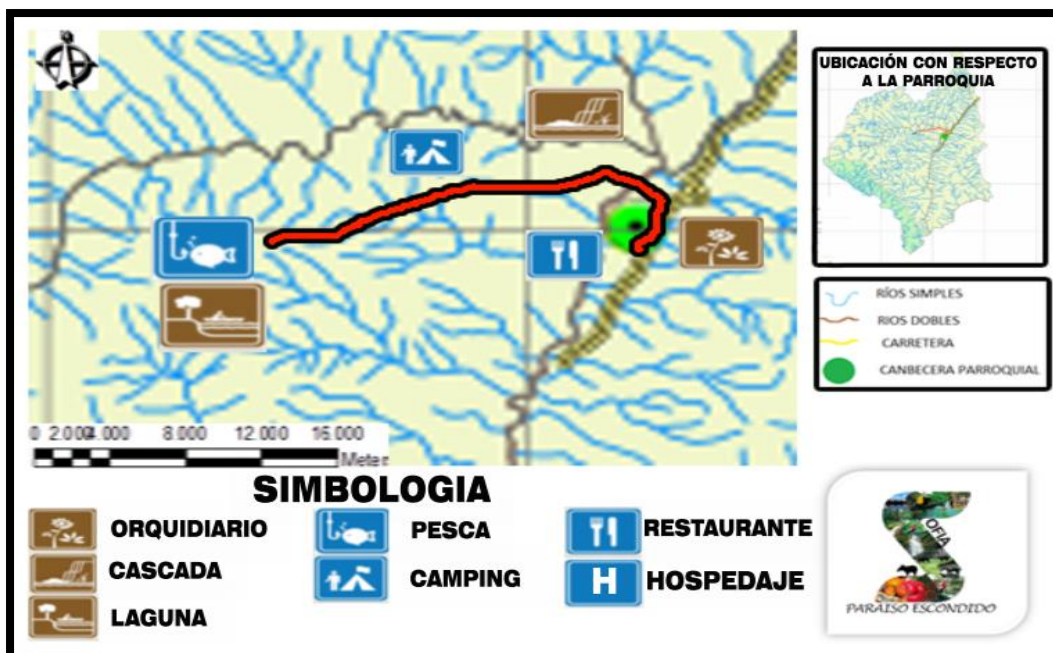 UBICACIÓN CON RESPECTO
A LA PARROQUIA
RÍOS SIMPLES
RIOS DOBLES
CARRETERA
CANBECERA PARROQUIAL
0 2.000 4.000 8.000 12.000 16.000
Meter
SIMBOLOGIA
ORQUIDIARIO
CASCADA
LAGUNA
PESCA
CAMPING
RESTAURANTE
H HOSPEDAJE
SOFIA
PARAISO ESCONDIDO